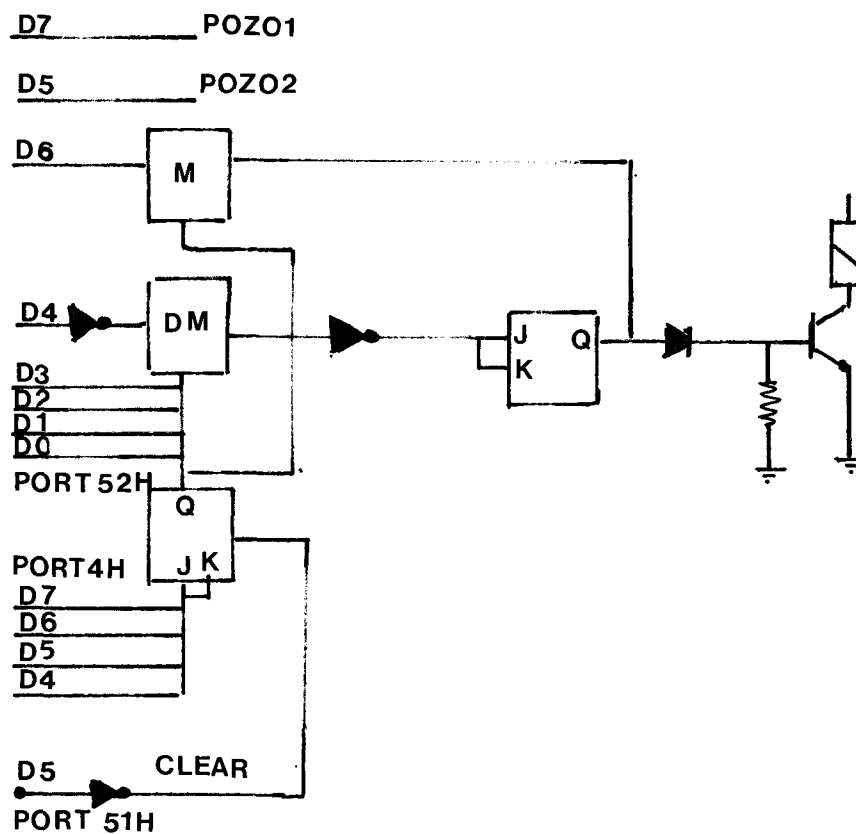 D7 POZO1
D5 POZO2
D6
M
D4
DM
J Q
K
D3
D2
D1
D0
PORT 52H
Q
PORT4H
J K
D7
D6
D5
D4
D5 CLEAR
PORT 51H